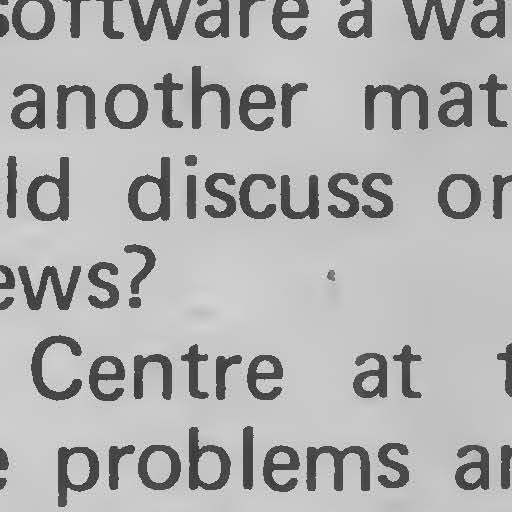 software a wa
another mat
ld discuss or
ews?
Centre at
problems ar